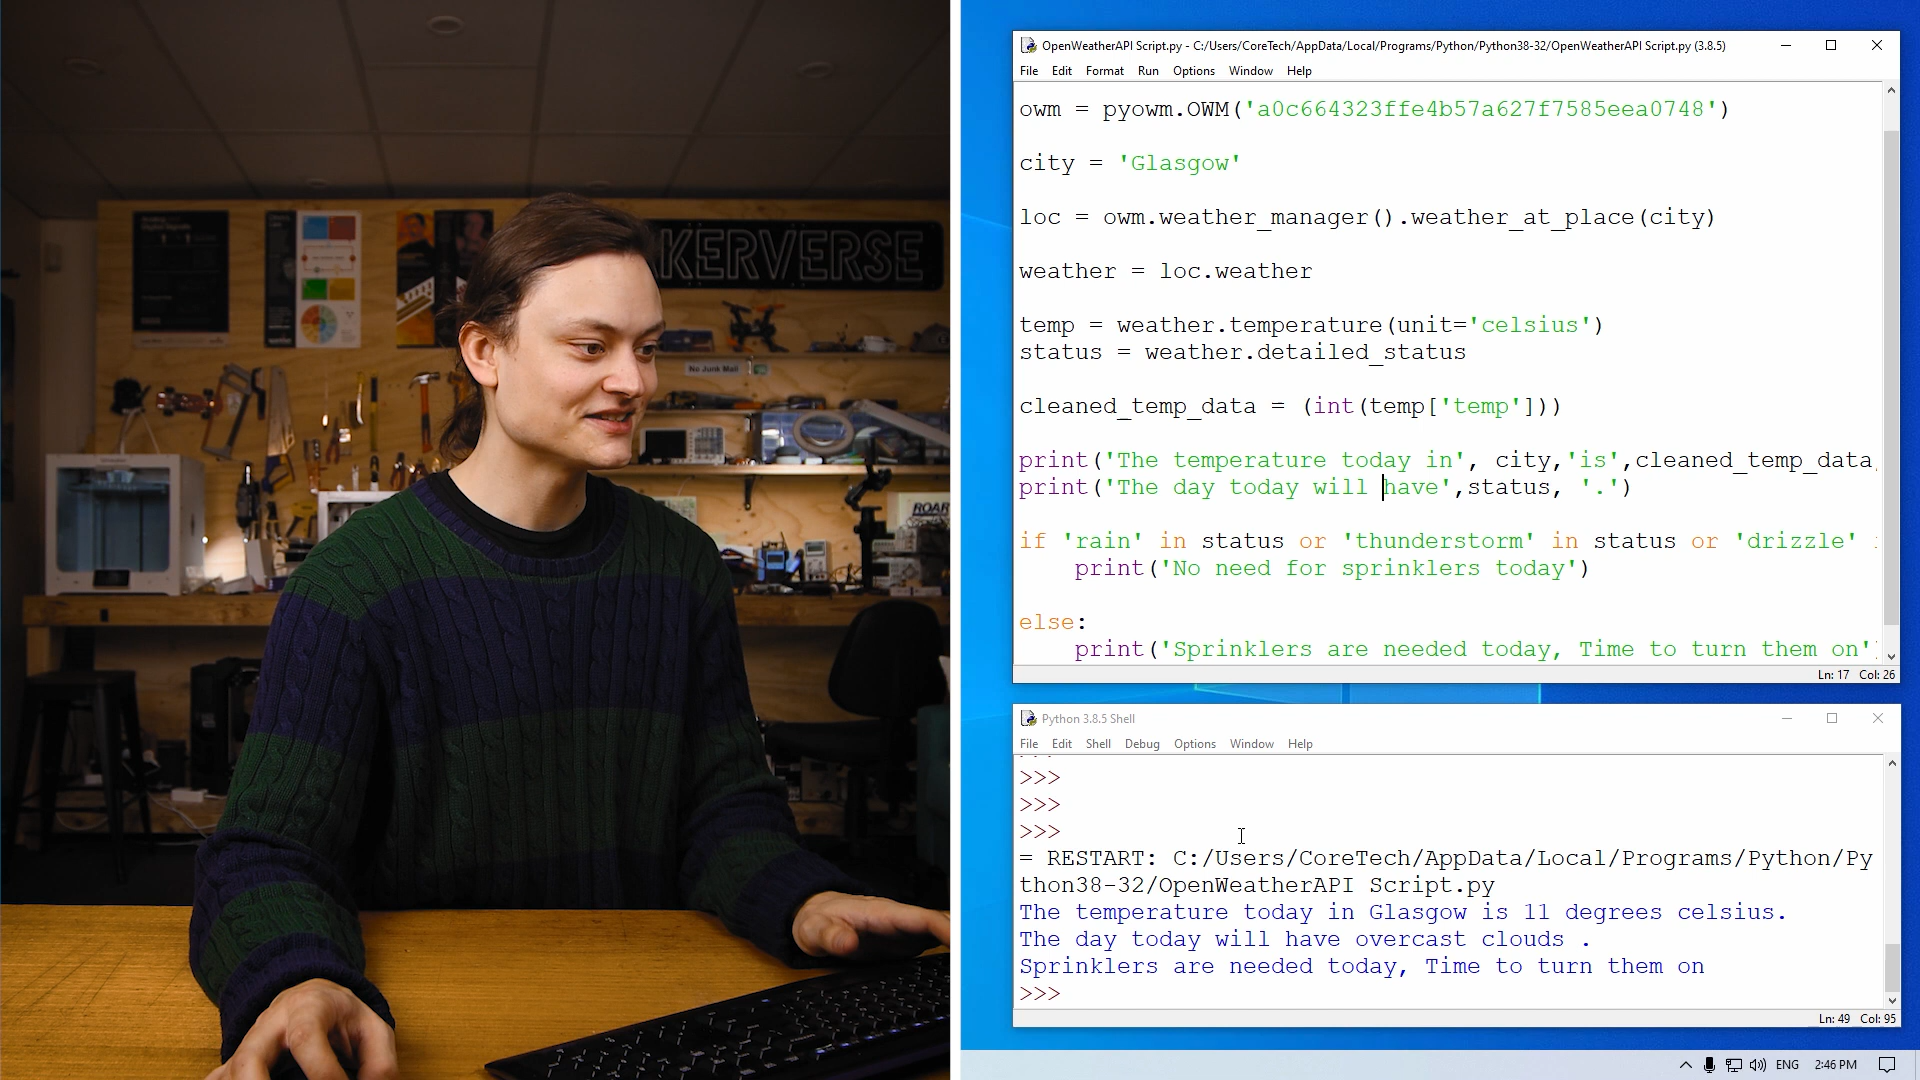 KERVERSE
No Junk Mail
ROAR
OpenWeatherAPI Script.py - C:/Users/CoreTech/AppData/Local/Programs/Python/Python38-32/OpenWeatherAPI Script.py (3.8.5)
File Edit Format Run Options Window Help
owm = pyowm.OWM('a0c664323ffe4b57a627f7585eea0748')
city = 'Glasgow'
loc = owm.weather_manager().weather_at_place(city)
weather = loc.weather
temp = weather.temperature(unit='celsius')
status = weather.detailed_status
cleaned_temp_data = (int(temp['temp']))
print('The temperature today in', city,'is',cleaned_temp_data,
print('The day today will have',status, '.')
if 'rain' in status or 'thunderstorm' in status or 'drizzle'
print('No need for sprinklers today')
else:
print('Sprinklers are needed today, Time to turn them on')
Ln: 17 Col: 26
Python 3.8.5 Shell
File Edit Shell Debug Options Window Help
>>>
>>>
>>>
= RESTART: C:/Users/CoreTech/AppData/Local/Programs/Python/Py
thon38-32/OpenWeatherAPI Script.py
The temperature today in Glasgow is 11 degrees celsius.
The day today will have overcast clouds .
Sprinklers are needed today, Time to turn them on
>>>
Ln: 49 Col: 95
ENG 2:46 PM